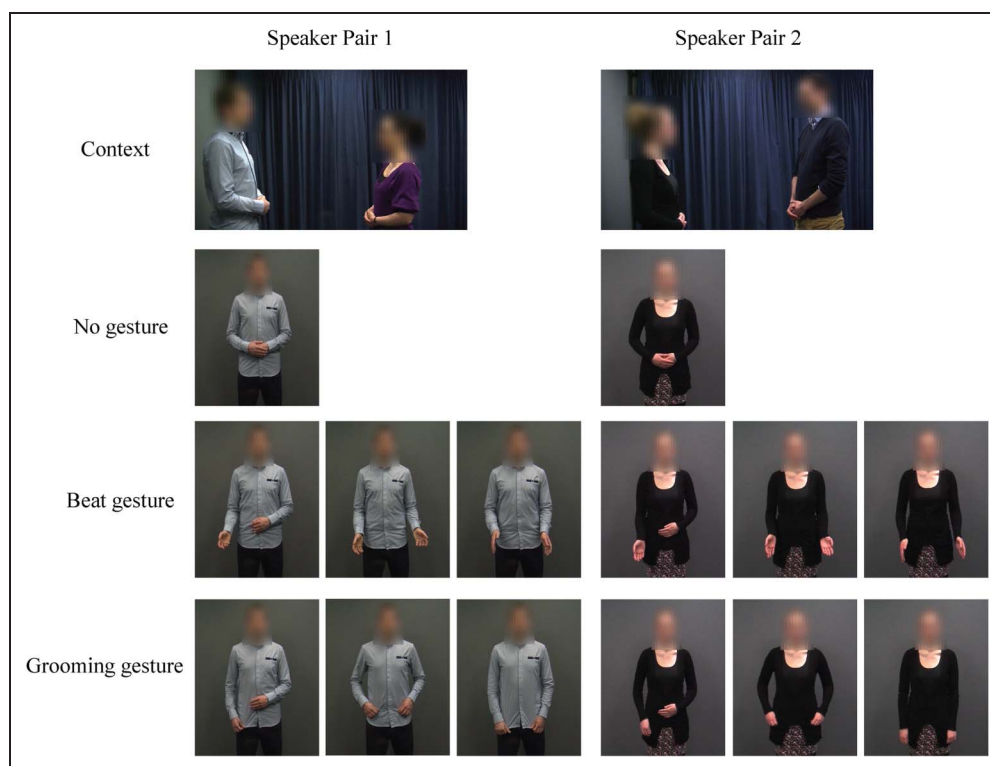 Speaker Pair 1
Speaker Pair 2
Context
No gesture
Beat gesture
Grooming gesture